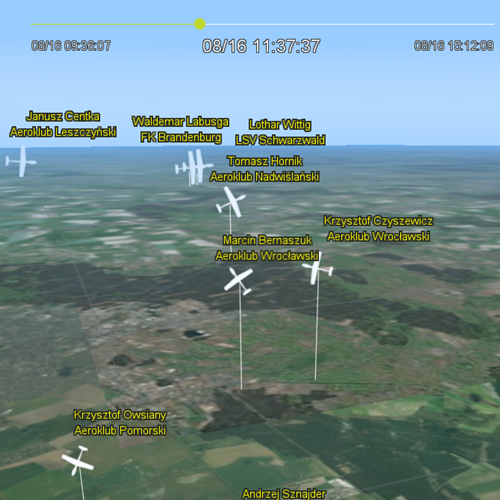 08/16 09:36:07
08/16 11:37:37
08/16 15:12:09
Janusz Centka
Aeroklub Leszczyński
Waldemar Labusga
FK Brandenburg
Lothar Wittig
LSV Schwarzwald
Tomasz Hornik
Aeroklub Nadwiślański
Krzysztof Czyszewicz
Aeroklub Wrocławski
Marcin Bernaszuk
Aeroklub Wrocławski
Krzysztof Owsiany
Aeroklub Pomorski
Andrzej Sznajder